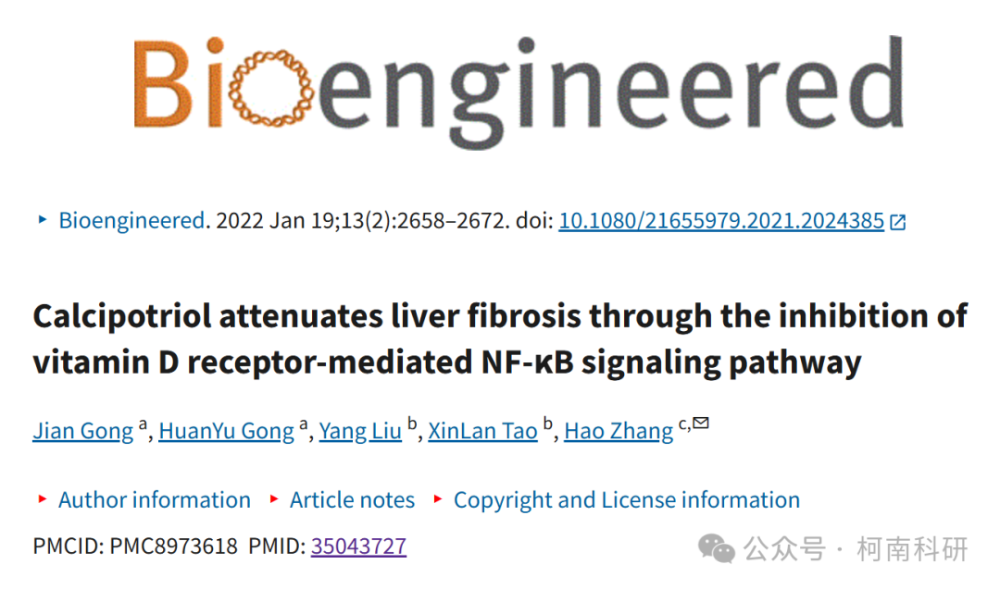 Bioengineered
‣ Bioengineered. 2022 Jan 19;13(2):2658–2672. doi: 10.1080/21655979.2021.2024385
Calcipotriol attenuates liver fibrosis through the inhibition of
vitamin D receptor-mediated NF-κB signaling pathway
Jian Gong a, HuanYu Gong a, Yang Liu b, XinLan Tao b, Hao Zhang c,✉
‣ Author information ‣ Article notes ‣ Copyright and License information
PMCID: PMC8973618 PMID: 35043727
公众号 · 柯南科研